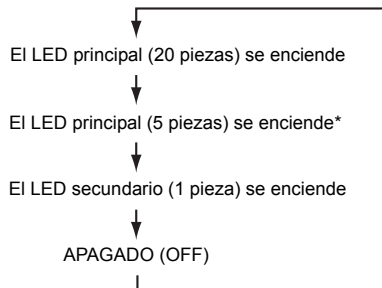 El LED principal (20 piezas) se enciende
El LED principal (5 piezas) se enciende*
El LED secundario (1 pieza) se enciende
APAGADO (OFF)